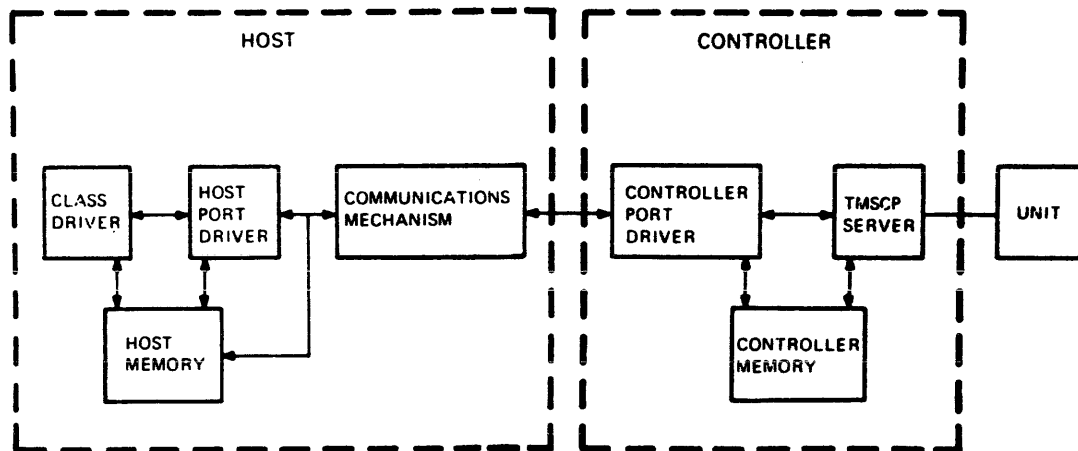 HOST
CONTROLLER
CLASS
DRIVER
HOST
PORT
DRIVER
COMMUNICATIONS
MECHANISM
CONTROLLER
PORT
DRIVER
TMSCP
SERVER
UNIT
HOST
MEMORY
CONTROLLER
MEMORY